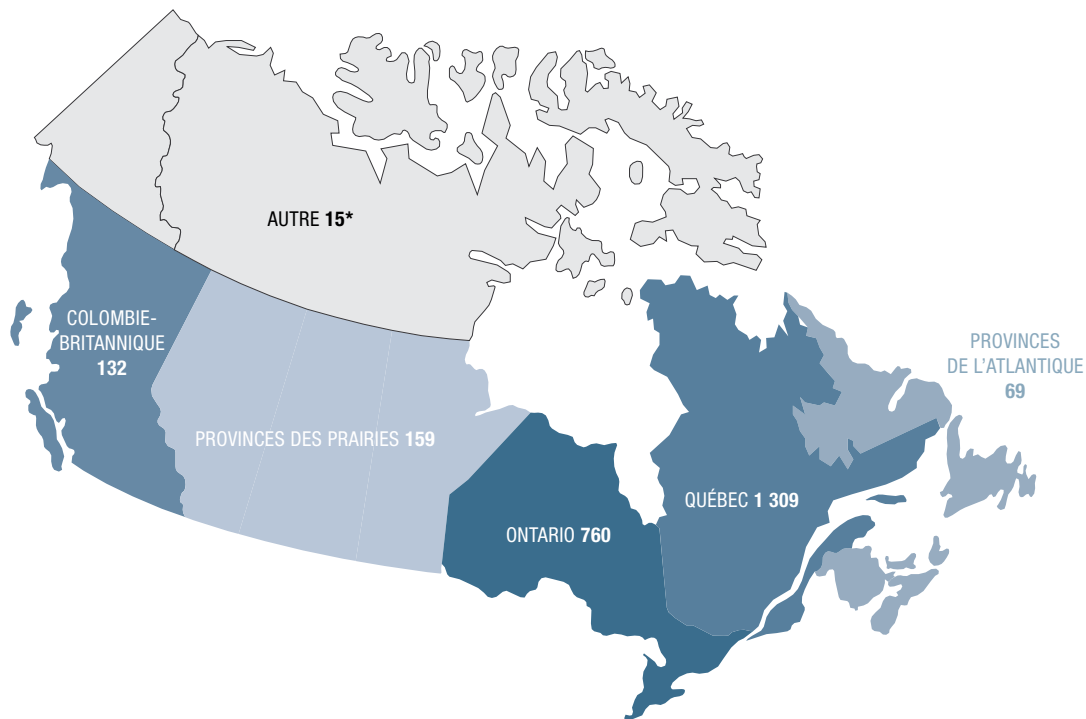 AUTRE 15*
COLOMBIE-
BRITANNIQUE
132
PROVINCES
DE L'ATLANTIQUE
69
PROVINCES DES PRAIRIES 159
QUÉBEC 1 309
ONTARIO 760